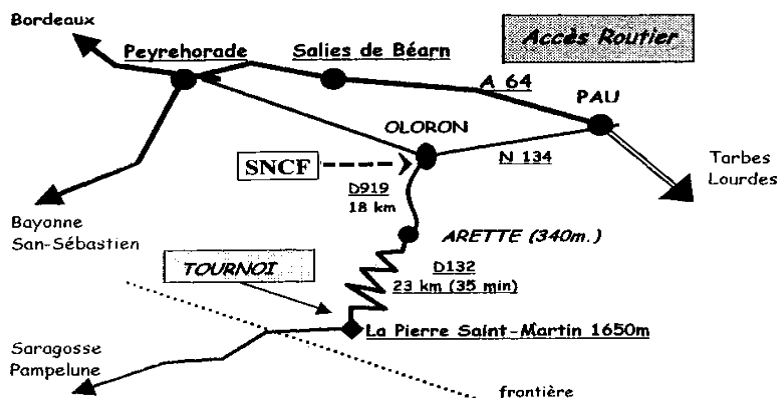 Bordeaux
Accès Routier
Peyrehorade
Salies de Béarn
A 64
PAU
OLORON
SNCF
N 134
Tarbes
Lourdes
D919
18 km
Bayonne
San-Sébastien
ARETTE (340m.)
TOURNOI
D132
23 km (35 min)
La Pierre Saint-Martin 1650m
Saragosse
Pampelune
frontière